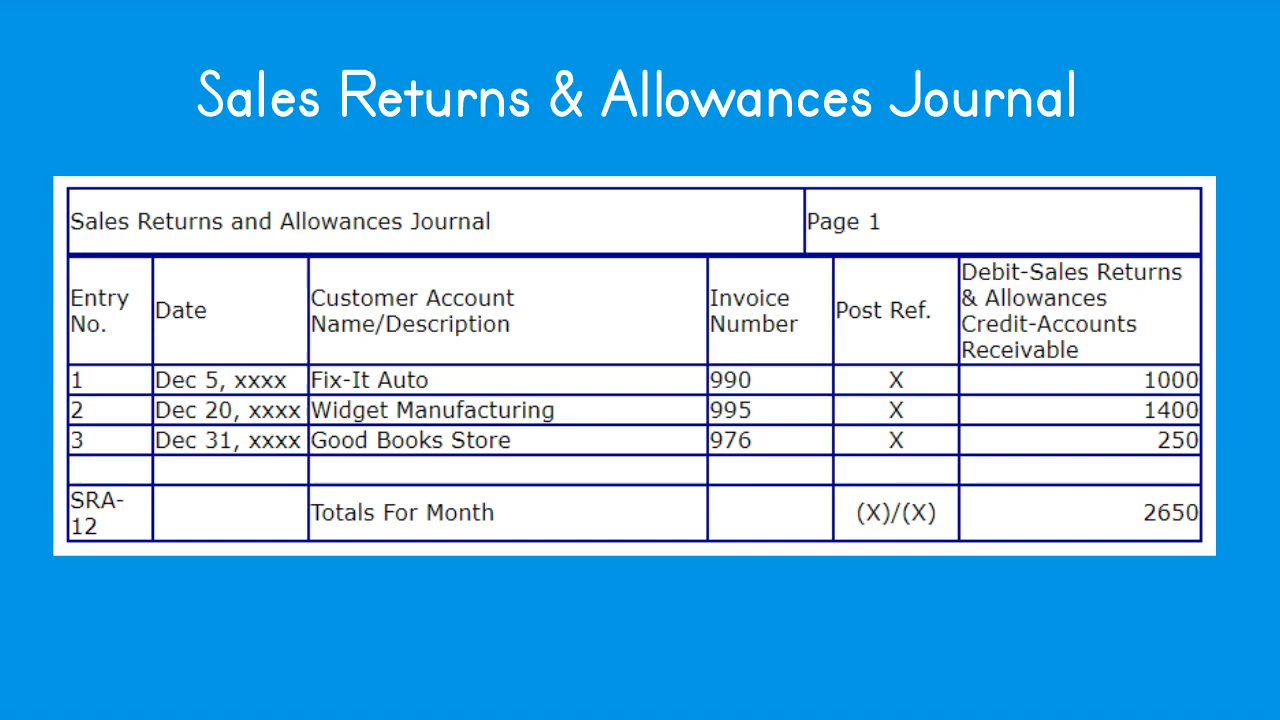 Sales Returns & Allowances Journal
Sales Returns and Allowances Journal Page 1
Entry No. Date Customer Account Name/Description Invoice Number Post Ref. Debit-Sales Returns & Allowances Credit-Accounts Receivable
1 Dec 5, xxxx Fix-It Auto 990 X 1000
2 Dec 20, xxxx Widget Manufacturing 995 X 1400
3 Dec 31, xxxx Good Books Store 976 X 250
SRA-12 Totals For Month (X)/(X) 2650